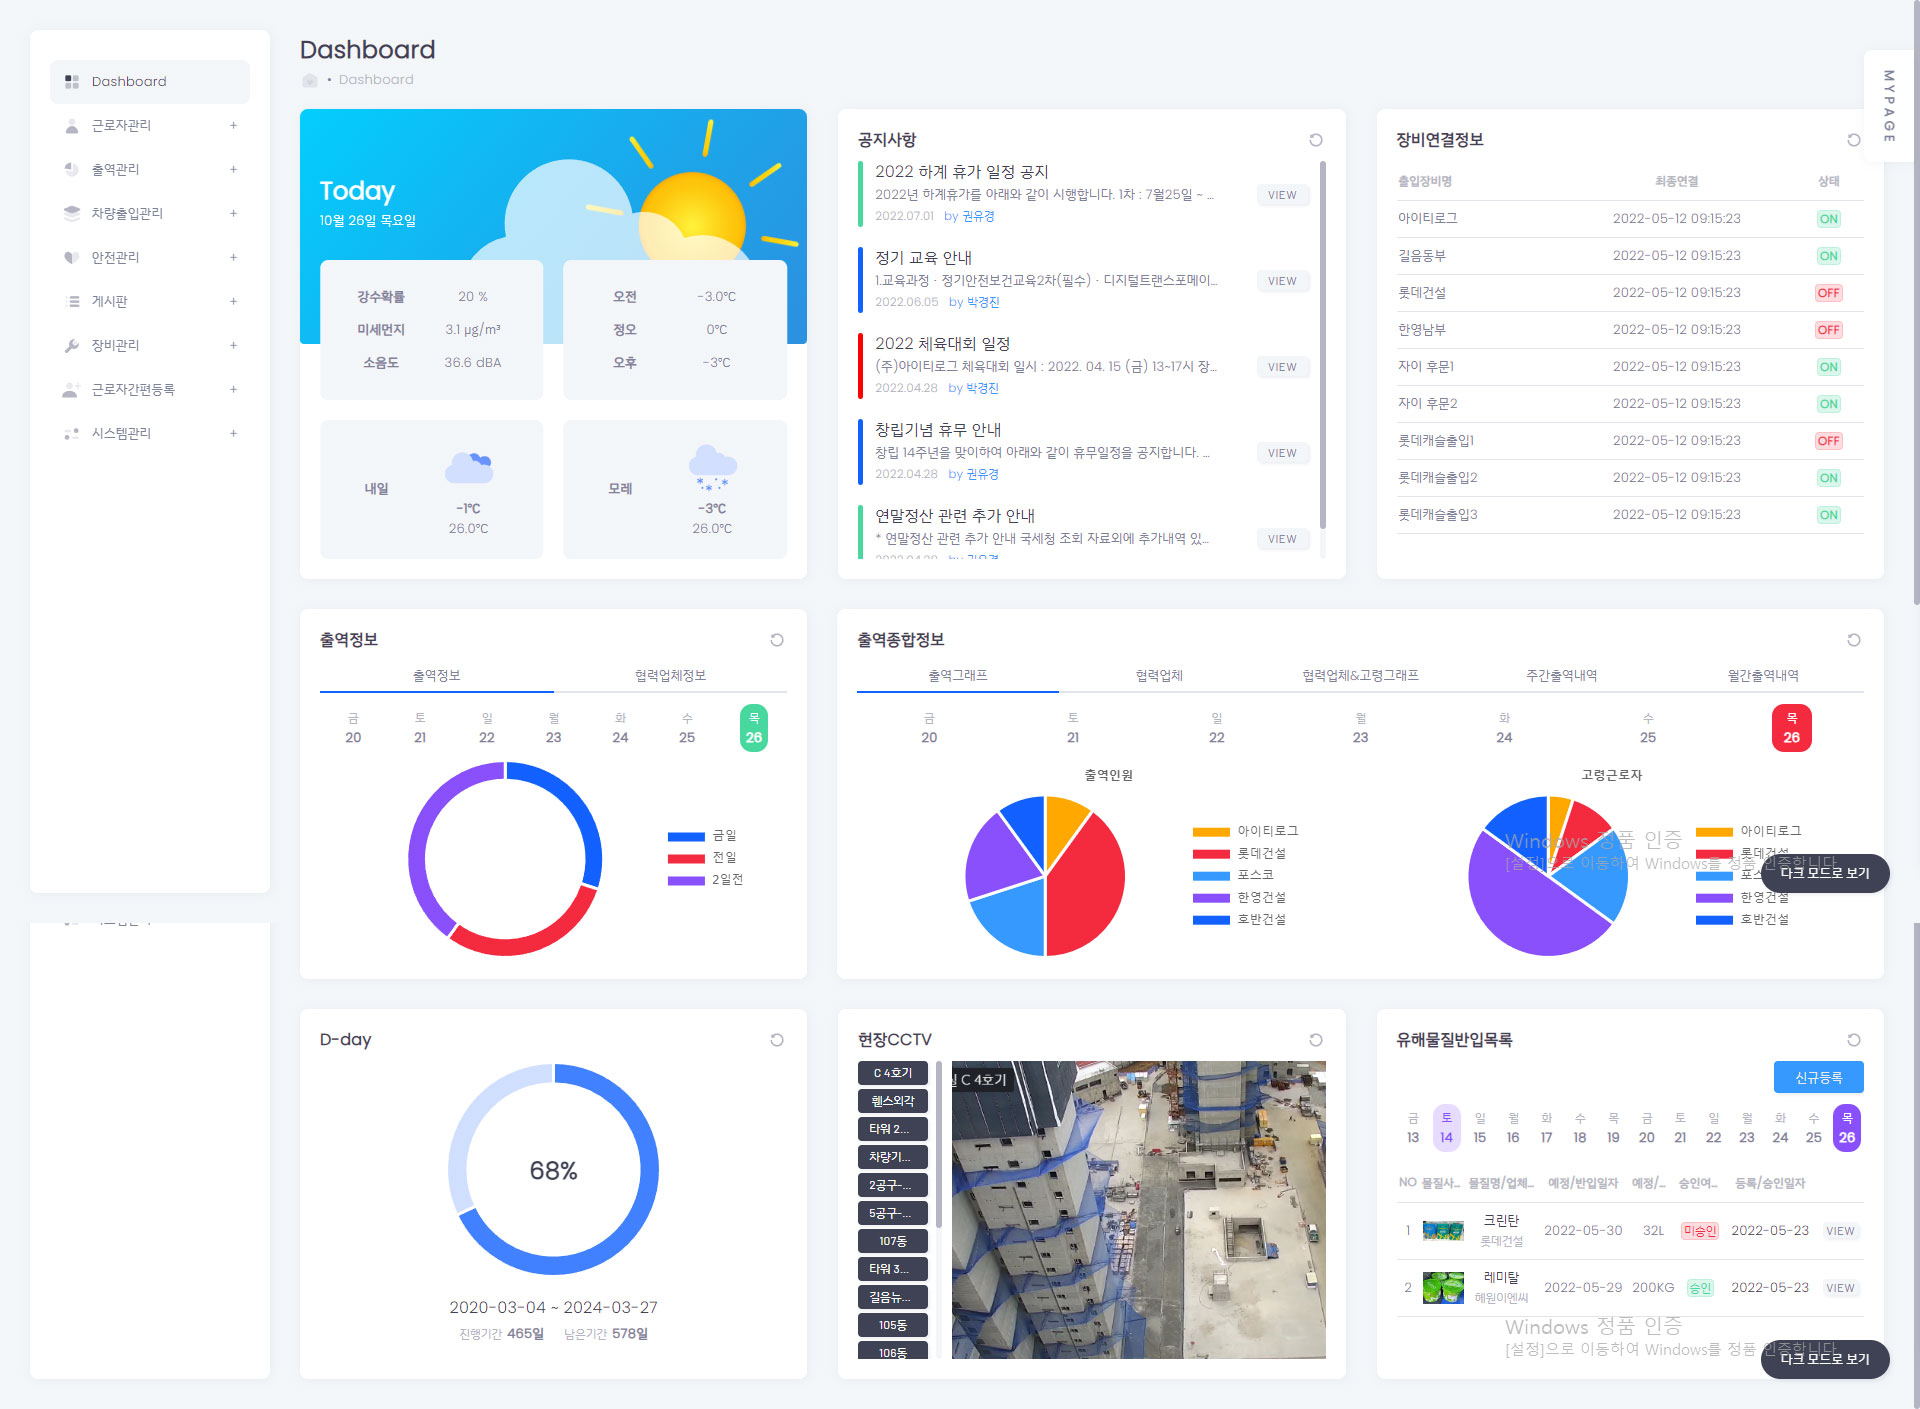 Dashboard
Dashboard
MYPAGE
Dashboard
근로자관리 +
출역관리 +
차량출입관리 +
안전관리 +
게시판 +
장비관리 +
근로자간편등록 +
시스템관리 +
Today
10월 26일 목요일
강수확률 20 %
미세먼지 3.1 µg/m³
소음도 36.6 dBA
오전 -3.0℃
정오 0℃
오후 -3℃
내일
-1℃
26.0℃
모레
-3℃
26.0℃
공지사항
2022 하계 휴가 일정 공지
2022년 하계휴가를 아래와 같이 시행합니다. 1차 : 7월25일 ~ ...
2022.07.01 by 권유경
VIEW
정기 교육 안내
1.교육과정 · 정기안전보건교육2차(필수) · 디지털트랜스포메이...
2022.06.05 by 박경진
VIEW
2022 체육대회 일정
(주)아이티로그 체육대회 일시 : 2022. 04. 15 (금) 13~17시 장...
2022.04.28 by 박경진
VIEW
창립기념 휴무 안내
창립 14주년을 맞이하여 아래와 같이 휴무일정을 공지합니다. ...
2022.04.28 by 권유경
VIEW
연말정산 관련 추가 안내
* 연말정산 관련 추가 안내 국세청 조회 자료외에 추가내역 있...
VIEW
장비연결정보
출입장비명 최종연결 상태
아이티로그 2022-05-12 09:15:23 ON
길음동부 2022-05-12 09:15:23 ON
롯데건설 2022-05-12 09:15:23 OFF
한영남부 2022-05-12 09:15:23 OFF
자이 후문1 2022-05-12 09:15:23 ON
자이 후문2 2022-05-12 09:15:23 ON
롯데캐슬출입1 2022-05-12 09:15:23 OFF
롯데캐슬출입2 2022-05-12 09:15:23 ON
롯데캐슬출입3 2022-05-12 09:15:23 ON
출역정보
출역정보 협력업체정보
금 토 일 월 화 수 목
20 21 22 23 24 25 26
금일
전일
2일전
출역종합정보
출역그래프 협력업체 협력업체&고령그래프 주간출역내역 월간출역내역
금 토 일 월 화 수 목
20 21 22 23 24 25 26
출역인원
아이티로그
롯데건설
포스코
한영건설
호반건설
고령근로자
아이티로그
롯데건설
한영건설
호반건설
Windows 정품 인증
[설정]으로 이동하여 Windows를 정품 인증합니다.
다크 모드로 보기
D-day
68%
2020-03-04 ~ 2024-03-27
진행기간 465일 남은기간 578일
현장CCTV
C 4호기
헬스외각
타워 2...
차량기...
2공구-...
5공구-...
107동
타워 3...
길음뉴...
105동
106동
C 4호기
유해물질반입목록
신규등록
금 토 일 월 화 수 목 금 토 일 월 화 수 목
13 14 15 16 17 18 19 20 21 22 23 24 25 26
NO 물질사... 물질명/업체... 예정/반입일자 예정/... 승인여... 등록/승인일자
1 크린탄 롯데건설 2022-05-30 32L 미승인 2022-05-23 VIEW
2 레미탈 혜원이엔씨 2022-05-29 200KG 승인 2022-05-23 VIEW
Windows 정품 인증
[설정]으로 이동하여 Windows를 정품 인증합니다.
다크 모드로 보기